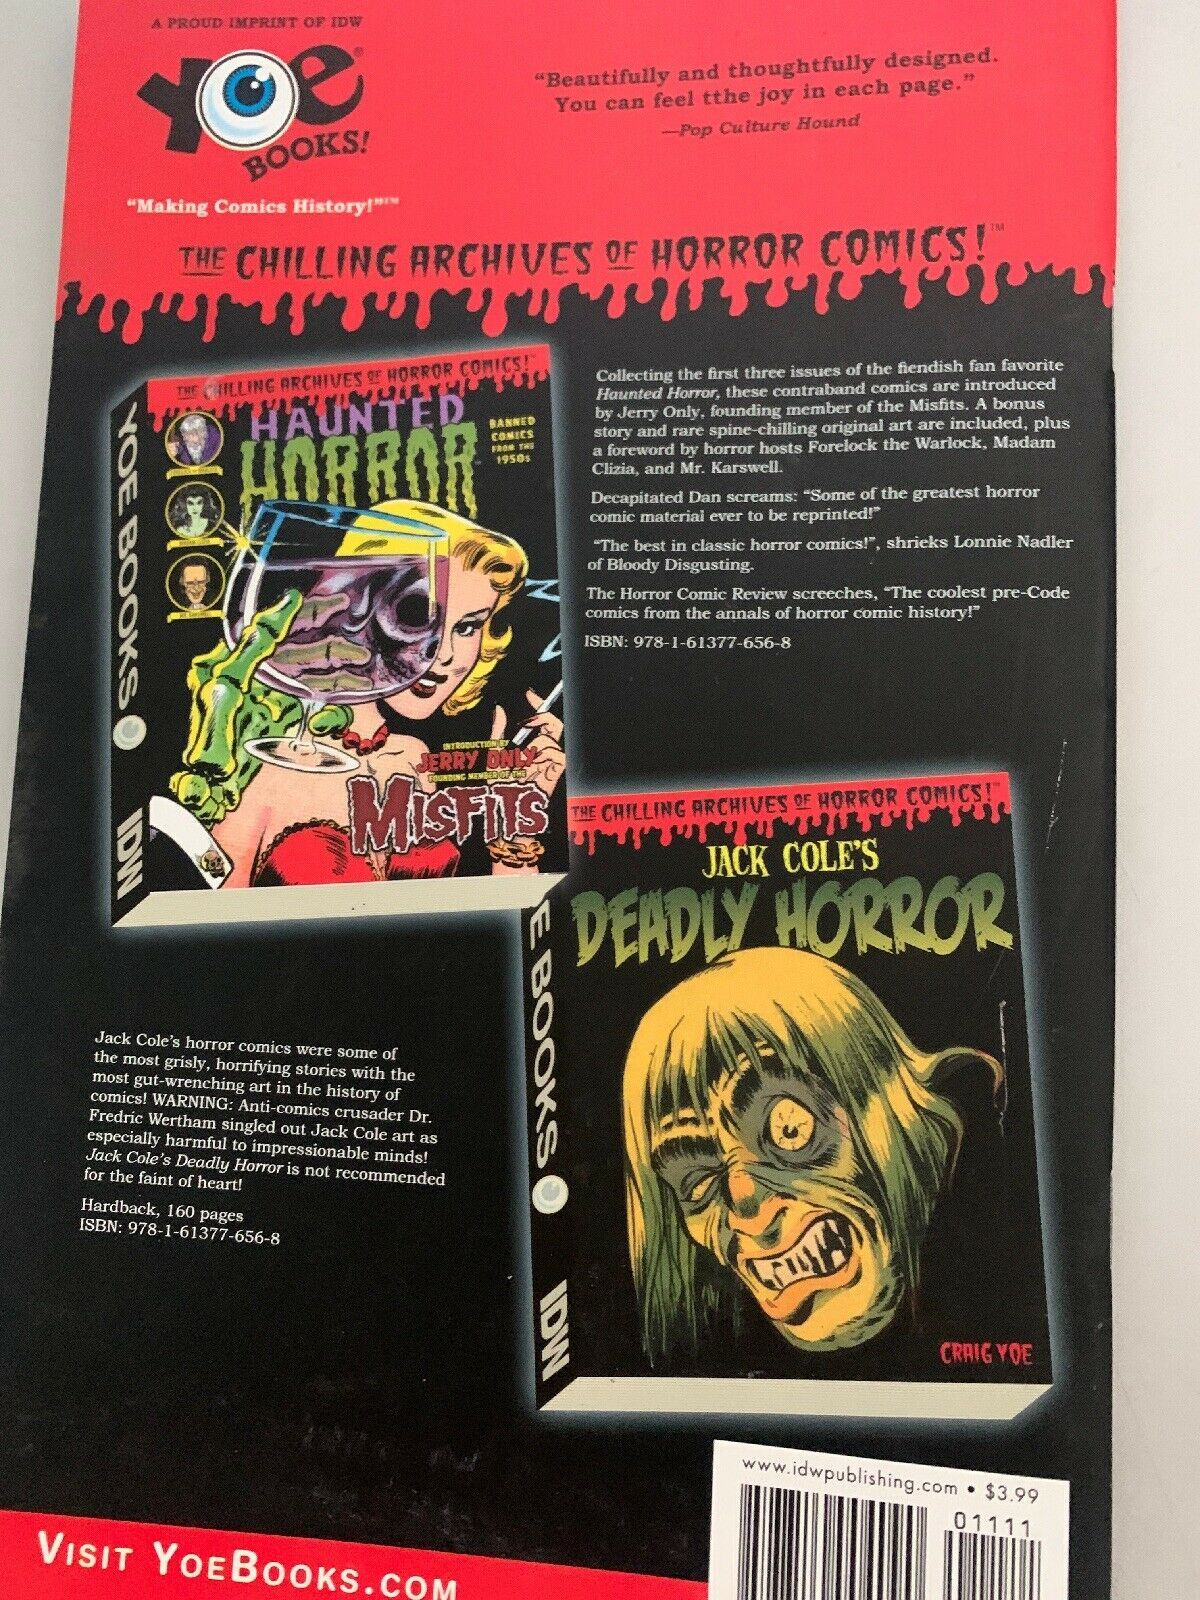 A PROUD IMPRINT OF IDW
YOE®
BOOKS!
"Making Comics History!"™
"Beautifully and thoughtfully designed.
You can feel tthe joy in each page."
—Pop Culture Hound
THE CHILLING ARCHIVES OF HORROR COMICS!™
THE CHILLING ARCHIVES OF HORROR COMICS!™
HAUNTED
HORROR
BANNED
COMICS
FROM THE
1950s
YOE BOOKS
IDW
INTRODUCTION BY
JERRY ONLY
FOUNDING MEMBER OF THE
MISFITS
Collecting the first three issues of the fiendish fan favorite
Haunted Horror, these contraband comics are introduced
by Jerry Only, founding member of the Misfits. A bonus
story and rare spine-chilling original art are included, plus
a foreword by horror hosts Forelock the Warlock, Madam
Clizia, and Mr. Karswell.
Decapitated Dan screams: "Some of the greatest horror
comic material ever to be reprinted!"
"The best in classic horror comics!", shrieks Lonnie Nadler
of Bloody Disgusting.
The Horror Comic Review screeches, "The coolest pre-Code
comics from the annals of horror comic history!"
ISBN: 978-1-61377-656-8
THE CHILLING ARCHIVES OF HORROR COMICS!™
JACK COLE'S
DEADLY HORROR
E BOOKS
IDW
CRAIG YOE
Jack Cole's horror comics were some of
the most grisly, horrifying stories with the
most gut-wrenching art in the history of
comics! WARNING: Anti-comics crusader Dr.
Fredric Wertham singled out Jack Cole art as
especially harmful to impressionable minds!
Jack Cole's Deadly Horror is not recommended
for the faint of heart!
Hardback, 160 pages
ISBN: 978-1-61377-656-8
www.idwpublishing.com • $3.99
01111
VISIT YOEBOOKS.COM